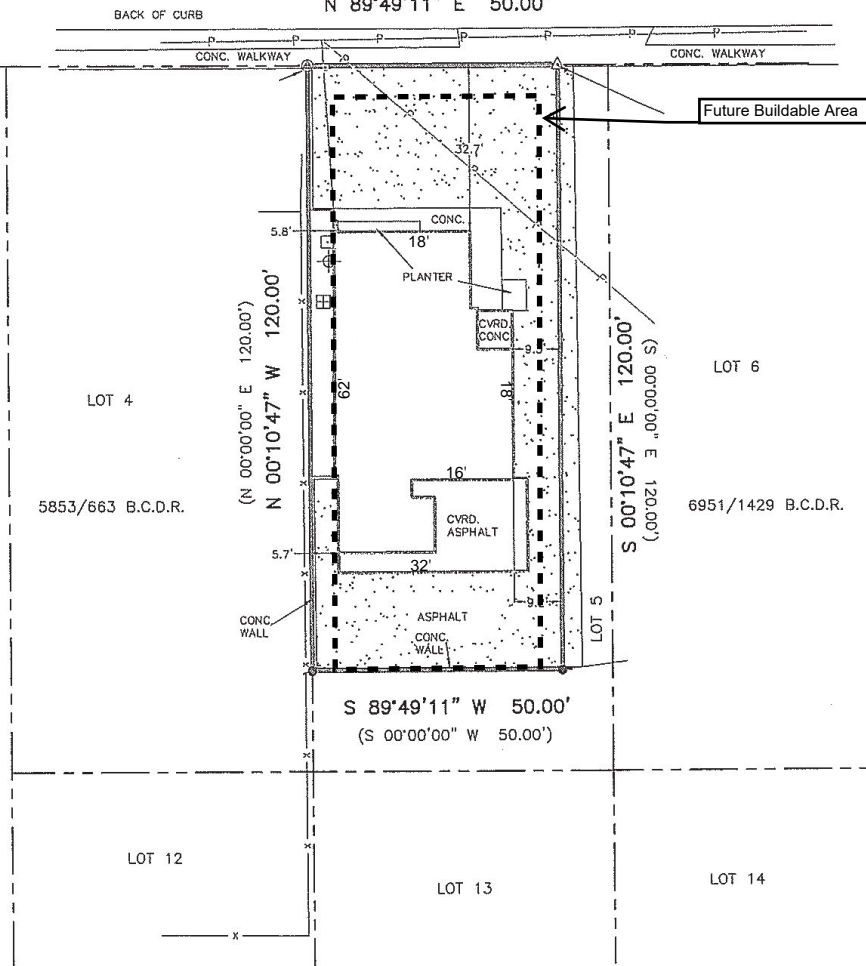 N 89°49'11" E 50.00'
BACK OF CURB
P P P P P P P
CONC. WALKWAY
CONC. WALKWAY
Future Buildable Area
32.7'
CONC.
5.8'
18'
PLANTER
CVRD.
CONC
9.3'
(N 00°00'00" E 120.00')
N 00°10'47" W 120.00'
62'
18'
S 00°10'47" E 120.00'
(S 00°00'00" E 120.00')
LOT 4
LOT 6
16'
5853/663 B.C.D.R.
6951/1429 B.C.D.R.
CVRD.
ASPHALT
5.7'
32'
CONC.
WALL
ASPHALT
CONC.
WALL
LOT 5
S 89°49'11" W 50.00'
(S 00°00'00" W 50.00')
LOT 12
LOT 13
LOT 14